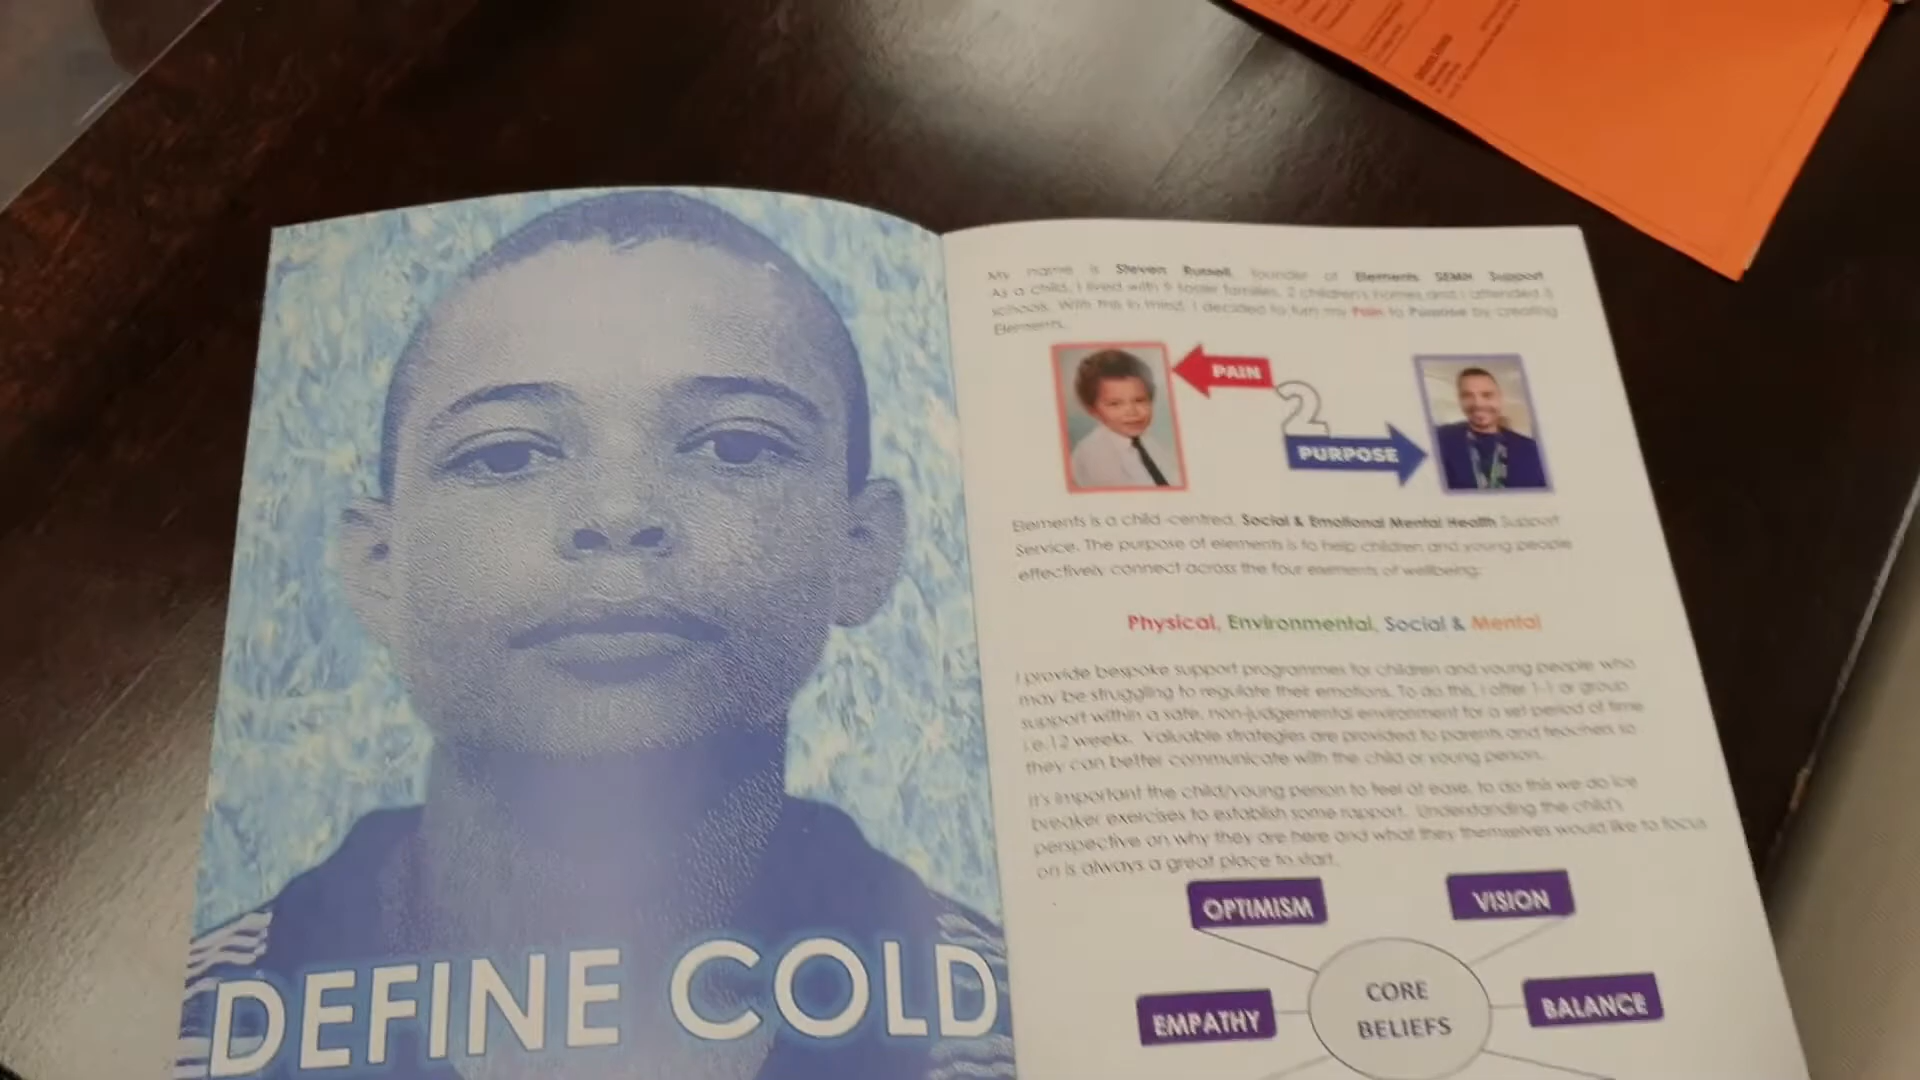 DEFINE COLD
My name is Steven Russell, founder of Elements SEMH Support.
As a child, I lived with 9 foster families, 2 children's homes and I attended
schools. With this in mind, I decided to turn my Pain to Purpose by creating
Elements.
PAIN
2
PURPOSE
Elements is a child-centred, Social & Emotional Mental Health Support
Service. The purpose of elements is to help children and young people
effectively connect across the four elements of wellbeing:
Physical, Environmental, Social & Mental
I provide bespoke support programmes for children and young people who
may be struggling to regulate their emotions. To do this, I offer 1-1 or group
support within a safe, non-judgemental environment for a set period of time
i.e.12 weeks. Valuable strategies are provided to parents and teachers so
they can better communicate with the child or young person.
It's important the child/young person to feel at ease, to do this we do ice
breaker exercises to establish some rapport. Understanding the child's
perspective on why they are here and what they themselves would like to focus
on is always a great place to start.
OPTIMISM
VISION
EMPATHY
CORE
BELIEFS
BALANCE